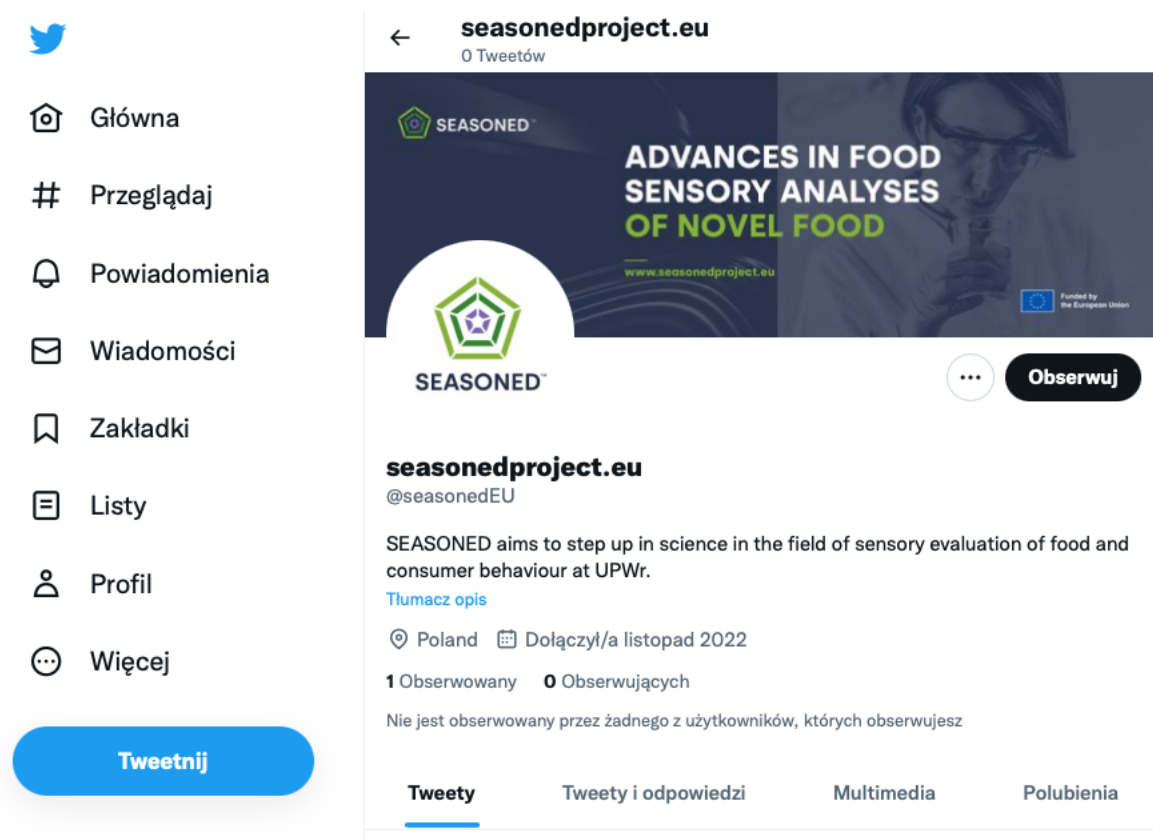 Główna
Przeglądaj
Powiadomienia
Wiadomości
Zakładki
Listy
Profil
Więcej
Tweetnij
seasonedproject.eu
0 Tweetów
SEASONED™
ADVANCES IN FOOD
SENSORY ANALYSES
OF NOVEL FOOD
www.seasonedproject.eu
Funded by
the European Union
SEASONED™
Obserwuj
seasonedproject.eu
@seasonedEU
SEASONED aims to step up in science in the field of sensory evaluation of food and
consumer behaviour at UPWr.
Tłumacz opis
Poland Dołączył/a listopad 2022
1 Obserwowany 0 Obserwujących
Nie jest obserwowany przez żadnego z użytkowników, których obserwujesz
Tweety Tweety i odpowiedzi Multimedia Polubienia